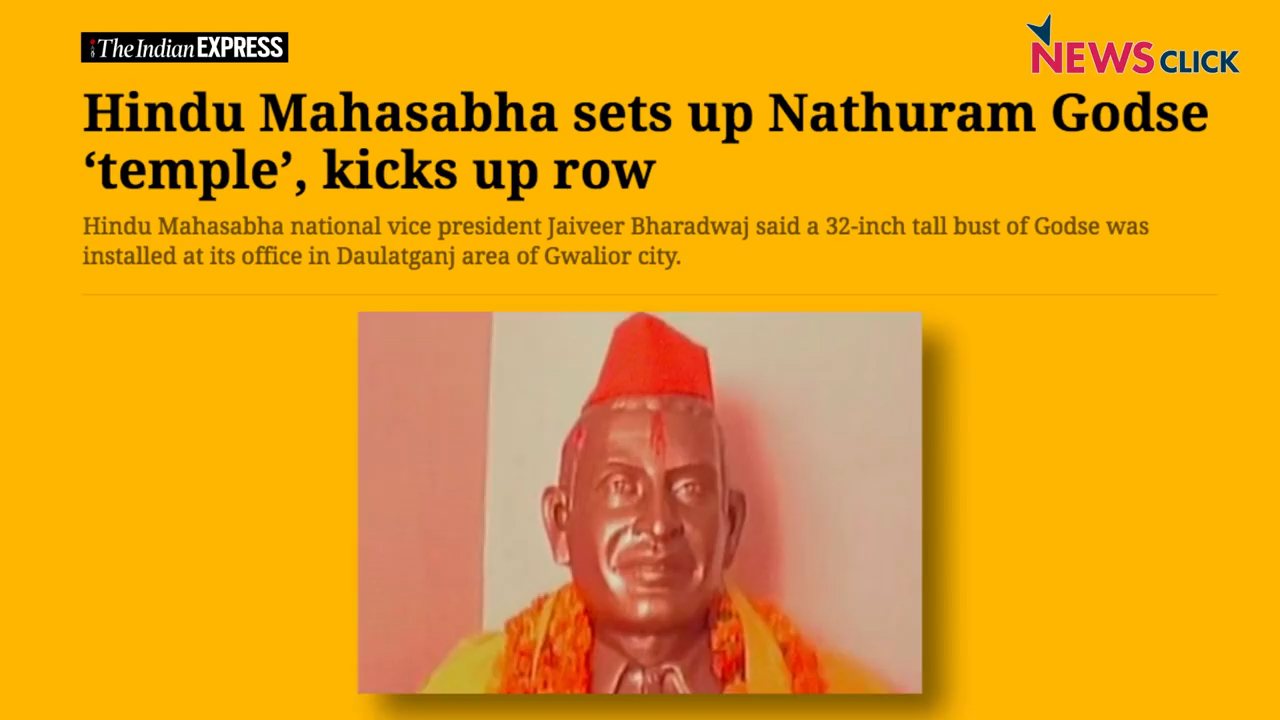 The Indian EXPRESS
NEWS CLICK
Hindu Mahasabha sets up Nathuram Godse
‘temple’, kicks up row
Hindu Mahasabha national vice president Jaiveer Bharadwaj said a 32-inch tall bust of Godse was
installed at its office in Daulatganj area of Gwalior city.